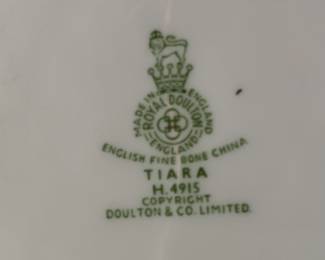 MADE IN ENGLAND
ROYAL DOULTON
ENGLAND
ENGLISH FINE BONE CHINA
TIARA
H.4915
COPYRIGHT
DOULTON & CO. LIMITED.